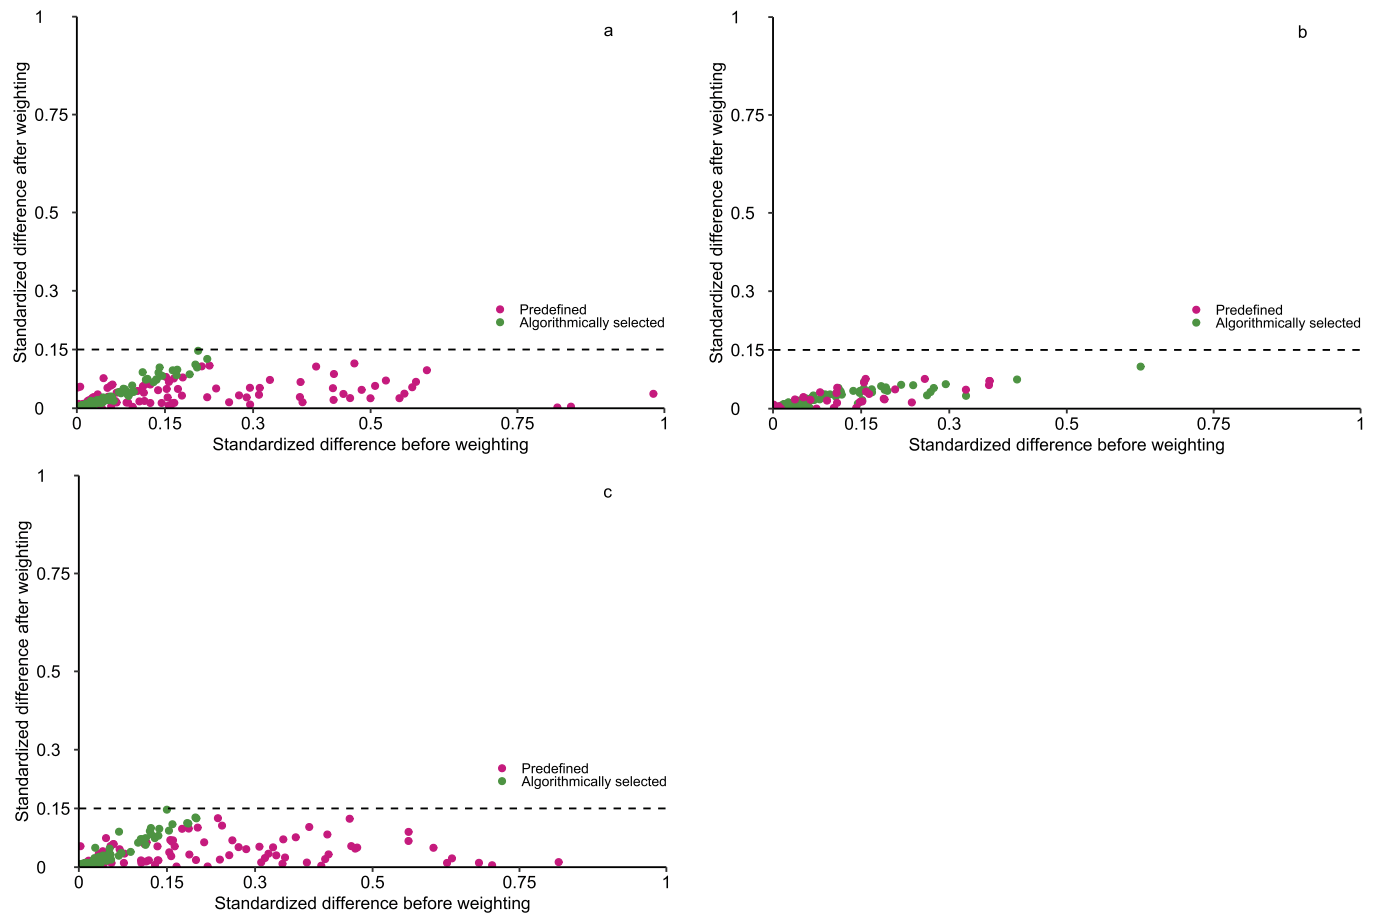 a
1
0.75
0.5
0.3
0.15
0
Standardized difference after weighting
Predefined
Algorithmically selected
0 0.15 0.3 0.5 0.75 1
Standardized difference before weighting
b
1
0.75
0.5
0.3
0.15
0
Standardized difference after weighting
Predefined
Algorithmically selected
0 0.15 0.3 0.5 0.75 1
Standardized difference before weighting
c
1
0.75
0.5
0.3
0.15
0
Standardized difference after weighting
Predefined
Algorithmically selected
0 0.15 0.3 0.5 0.75 1
Standardized difference before weighting